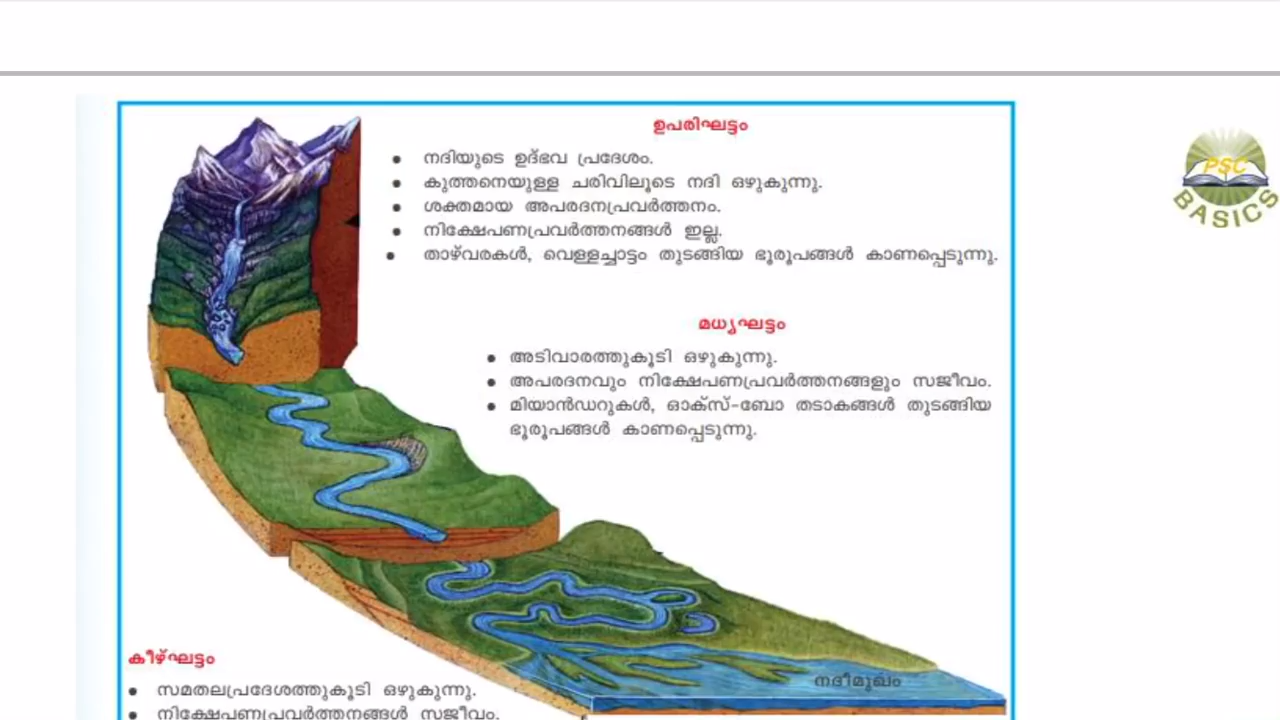 ഉപരിഘട്ടം
• നദിയുടെ ഉദ്ഭവ പ്രദേശം.
• കുത്തനെയുള്ള ചരിവിലൂടെ നദി ഒഴുകുന്നു.
• ശക്തമായ അപരദനപ്രവർത്തനം.
• നിക്ഷേപണപ്രവർത്തനങ്ങൾ ഇല്ല.
• താഴ്‌വരകൾ, വെള്ളച്ചാട്ടം തുടങ്ങിയ ഭൂരൂപങ്ങൾ കാണപ്പെടുന്നു.
PSC
BASICS
മധ്യഘട്ടം
• അടിവാരത്തുകൂടി ഒഴുകുന്നു.
• അപരദനവും നിക്ഷേപണപ്രവർത്തനങ്ങളും സജീവം.
• മിയാൻഡറുകൾ, ഓക്സ്-ബോ തടാകങ്ങൾ തുടങ്ങിയ
ഭൂരൂപങ്ങൾ കാണപ്പെടുന്നു.
കീഴ്ഘട്ടം
നദീമുഖം
• സമതലപ്രദേശത്തുകൂടി ഒഴുകുന്നു.
• നിക്ഷേപണപ്രവർത്തനങ്ങൾ സജീവം.